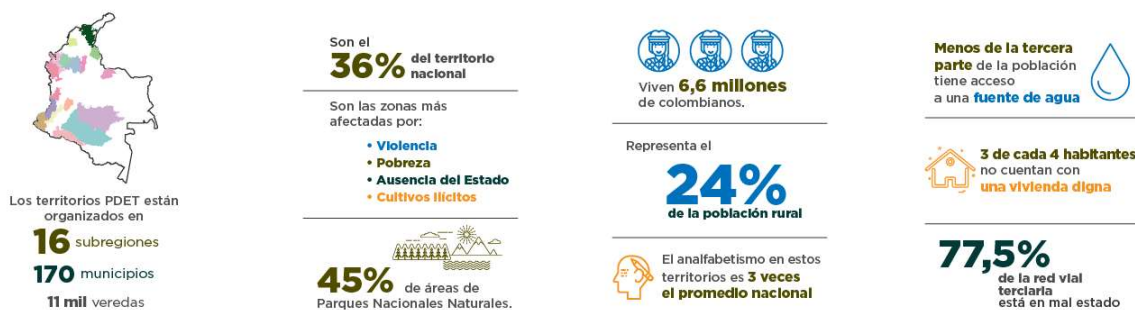 Los territorios PDET están
organizados en
16 subregiones
170 municipios
11 mil veredas
Son el
36% del territorio
nacional
Son las zonas más
afectadas por:
• Violencia
• Pobreza
• Ausencia del Estado
• Cultivos ilícitos
45% de áreas de
Parques Nacionales Naturales.
Viven 6,6 millones
de colombianos.
Representa el
24%
de la población rural
El analfabetismo en estos
territorios es 3 veces
el promedio nacional
Menos de la tercera
parte de la población
tiene acceso
a una fuente de agua
3 de cada 4 habitantes
no cuentan con
una vivienda digna
77,5%
de la red vial
terciaria
está en mal estado